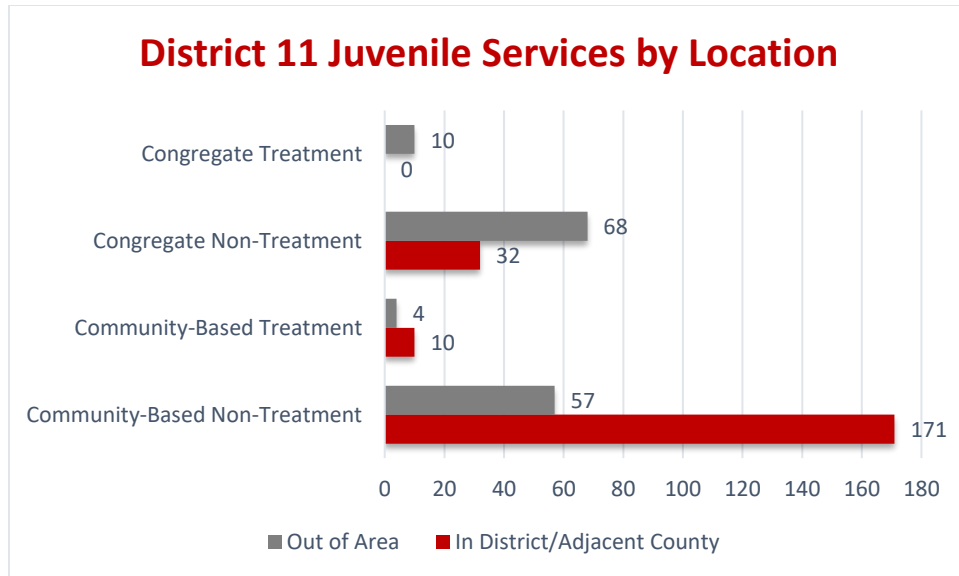 District 11 Juvenile Services by Location
Congregate Treatment
10
0
Congregate Non-Treatment
68
32
Community-Based Treatment
4
10
Community-Based Non-Treatment
57
171
0 20 40 60 80 100 120 140 160 180
Out of Area In District/Adjacent County